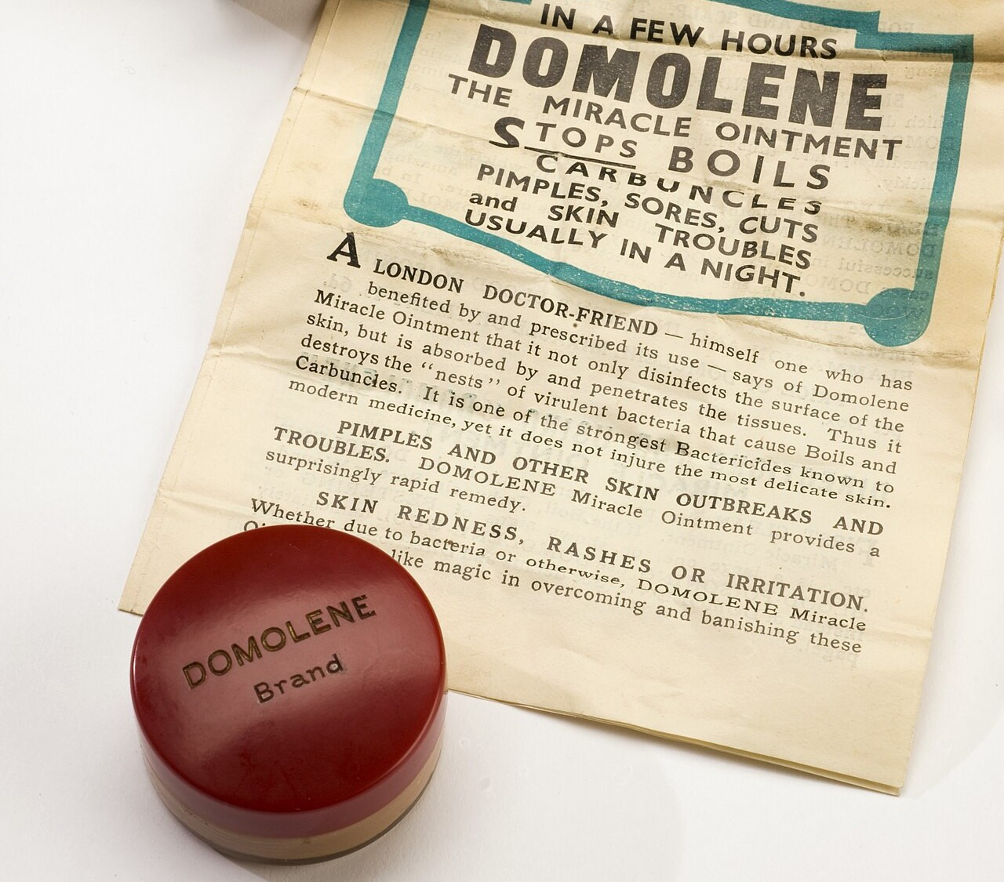 IN A FEW HOURS
DOMOLENE
THE MIRACLE OINTMENT
STOPS BOILS
CARBUNCLES
PIMPLES, SORES, CUTS
and SKIN TROUBLES
USUALLY IN A NIGHT.
A LONDON DOCTOR-FRIEND — himself one who has
benefited by and prescribed its use — says of Domolene
Miracle Ointment that it not only disinfects the surface of the
skin, but is absorbed by and penetrates the tissues. Thus it
destroys the "nests" of virulent bacteria that cause Boils and
Carbuncles. It is one of the strongest Bactericides known to
modern medicine, yet it does not injure the most delicate skin.
PIMPLES AND OTHER SKIN OUTBREAKS AND
TROUBLES. DOMOLENE Miracle Ointment provides a
surprisingly rapid remedy.
SKIN REDNESS, RASHES OR IRRITATION.
Whether due to bacteria or otherwise, DOMOLENE Miracle
like magic in overcoming and banishing these
DOMOLENE
Brand